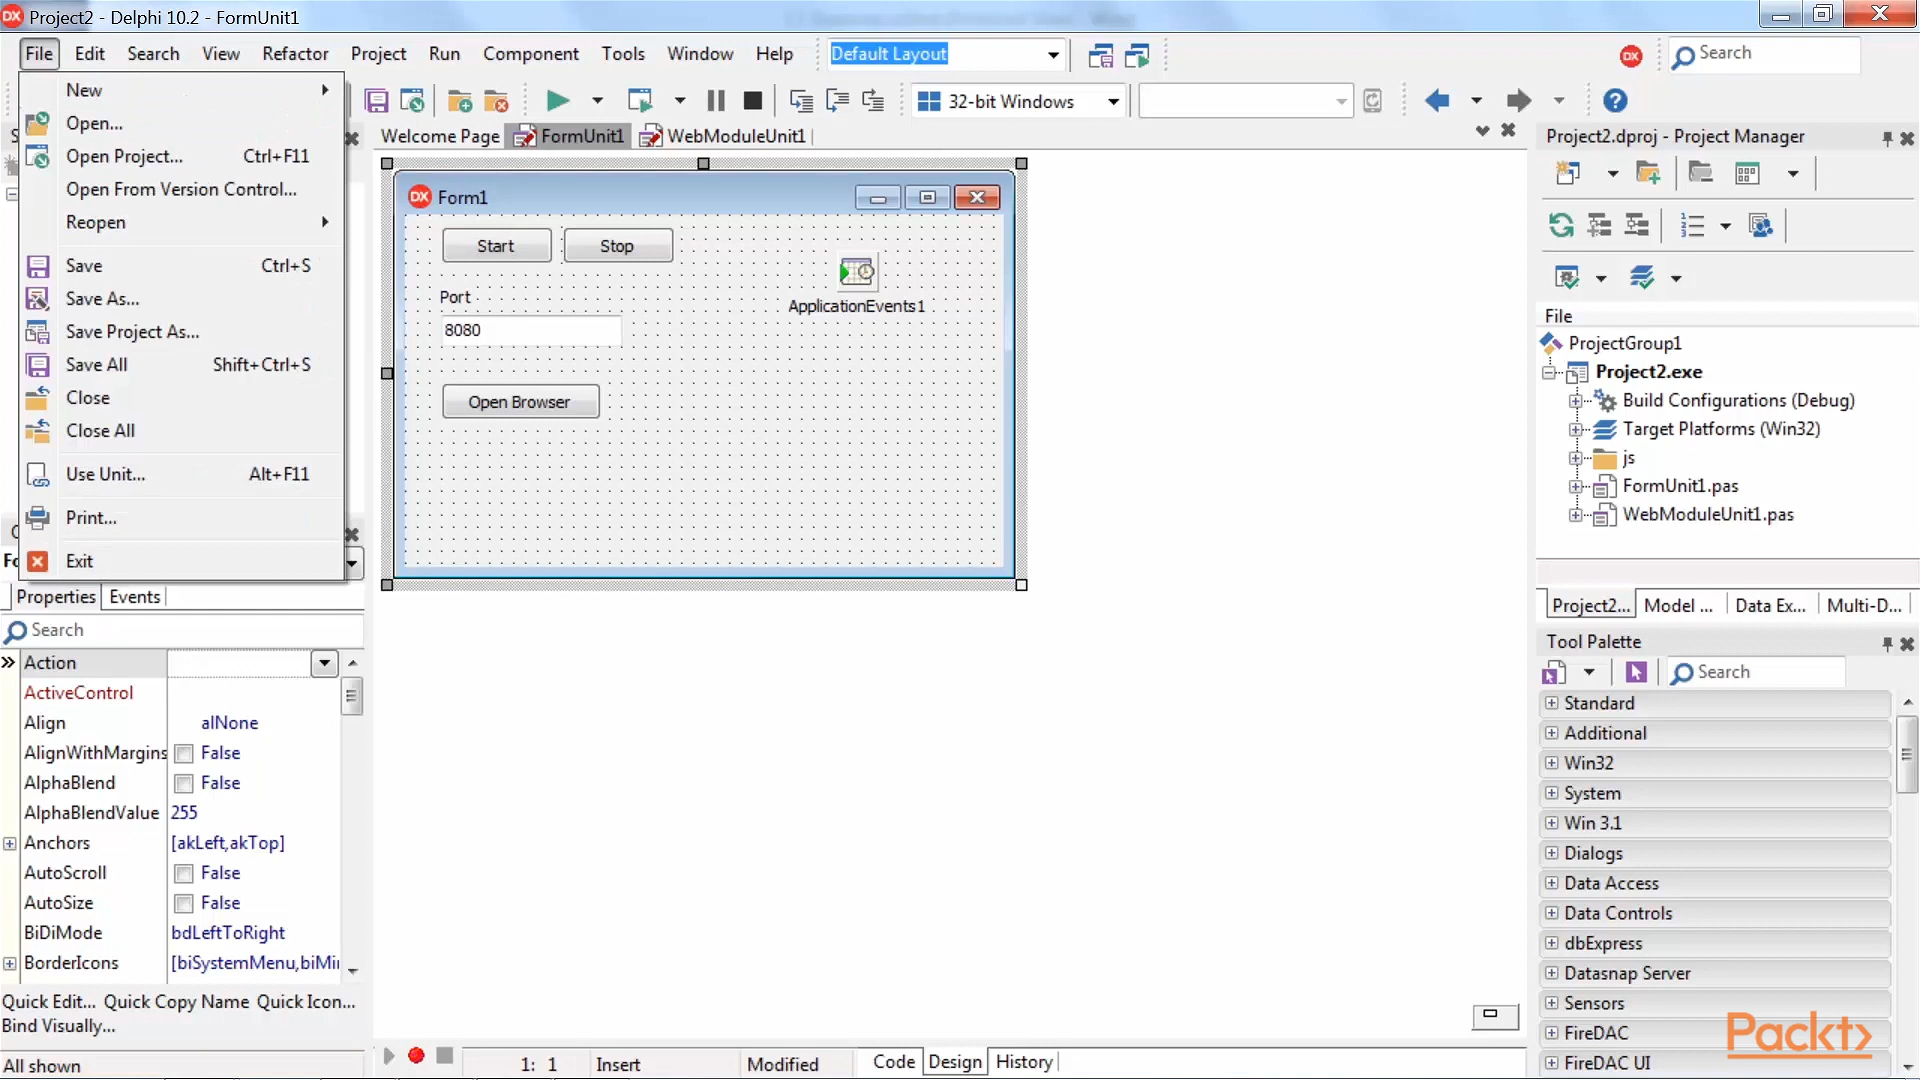 Project2 - Delphi 10.2 - FormUnit1
File Edit Search View Refactor Project Run Component Tools Window Help
Default Layout
Search
New
Open...
Open Project... Ctrl+F11
Open From Version Control...
Reopen
Save Ctrl+S
Save As...
Save Project As...
Save All Shift+Ctrl+S
Close
Close All
Use Unit... Alt+F11
Print...
Exit
32-bit Windows
Welcome Page FormUnit1 WebModuleUnit1
Form1
Start Stop
Port
8080
ApplicationEvents1
Open Browser
Properties Events
Search
Action
ActiveControl
Align alNone
AlignWithMargins False
AlphaBlend False
AlphaBlendValue 255
Anchors [akLeft,akTop]
AutoScroll False
AutoSize False
BiDiMode bdLeftToRight
BorderIcons [biSystemMenu,biMi
Quick Edit... Quick Copy Name Quick Icon...
Bind Visually...
All shown
1: 1 Insert Modified Code Design History
Project2.dproj - Project Manager
File
ProjectGroup1
Project2.exe
Build Configurations (Debug)
Target Platforms (Win32)
js
FormUnit1.pas
WebModuleUnit1.pas
Project2... Model ... Data Ex... Multi-D...
Tool Palette
Search
Standard
Additional
Win32
System
Win 3.1
Dialogs
Data Access
Data Controls
dbExpress
Datasnap Server
Sensors
FireDAC
FireDAC UI
Packt